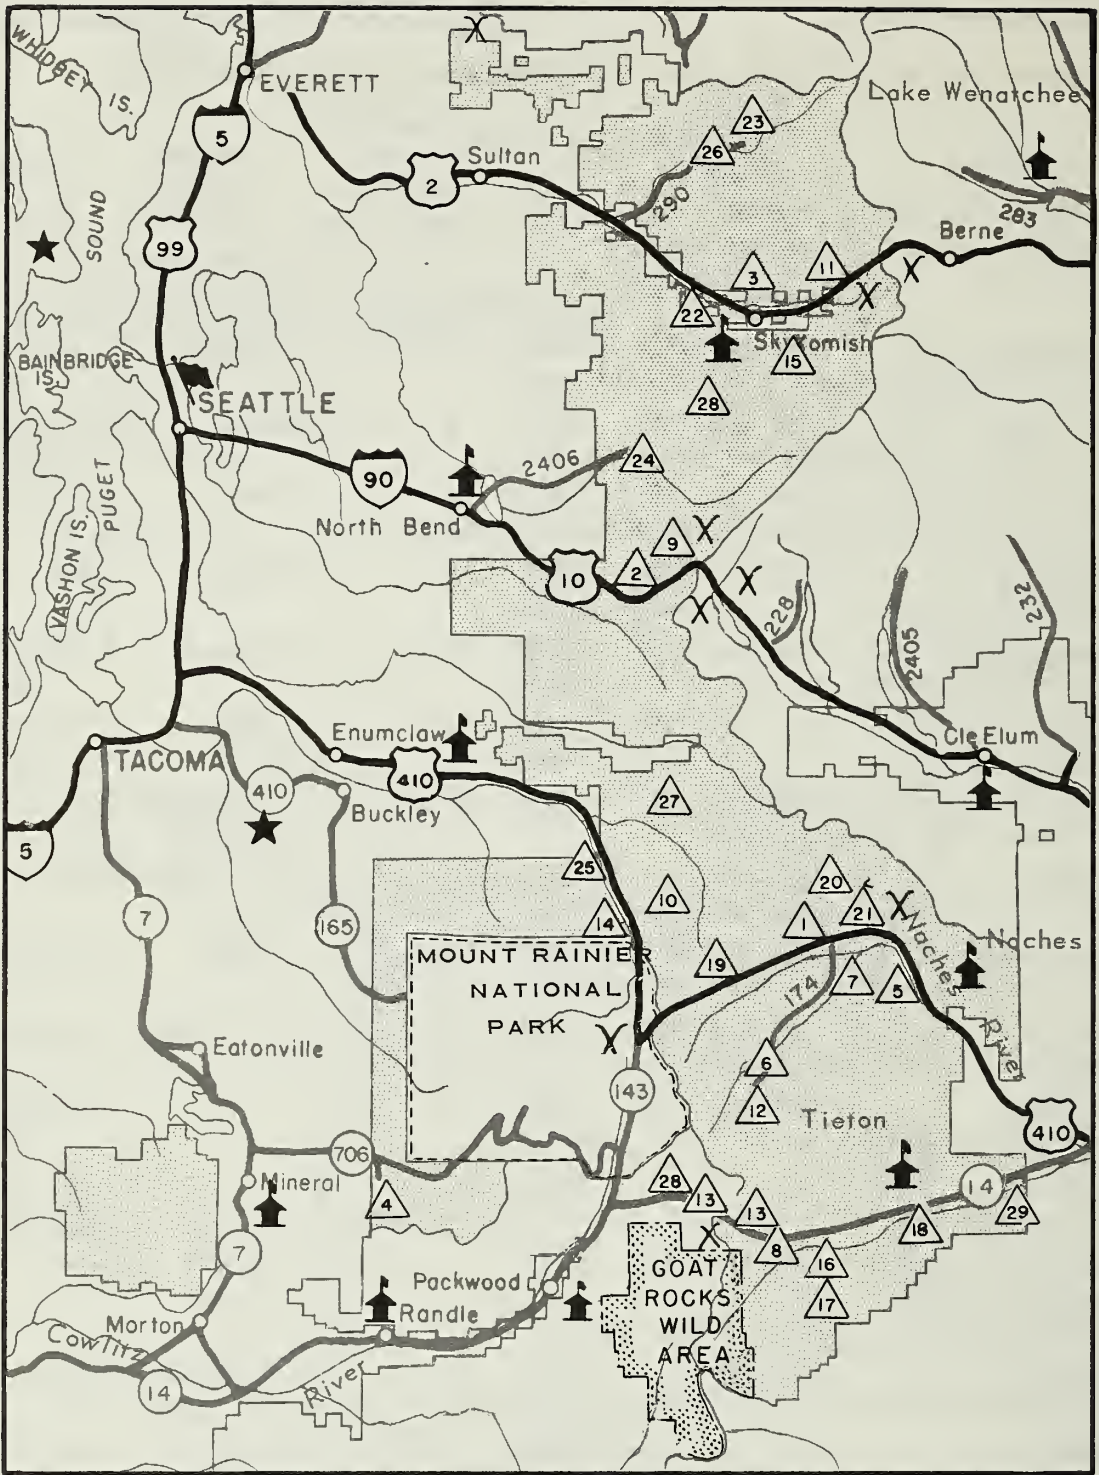 WHIDBEY IS.
EVERETT
5
Sultan
2
99
SOUND
23
26
290
Lake Wenatchee
283
Berne
3
11
22
Skykomish
15
28
BAINBRIDGE
IS.
SEATTLE
90
2406
24
North Bend
PUGET
VASHON IS.
10
2
9
228
2405
232
Cle Elum
Enumclaw
410
TACOMA
410
Buckley
5
27
25
10
14
20
21
1
19
7
5
174
Naches
Naches River
7
165
MOUNT RAINIER
NATIONAL
PARK
6
12
143
Tieton
410
Eatonville
706
Mineral
4
28
13
13
8
18
14
29
16
17
7
GOAT
ROCKS
WILD
AREA
Packwood
Randle
Morton
Cowlitz River
14